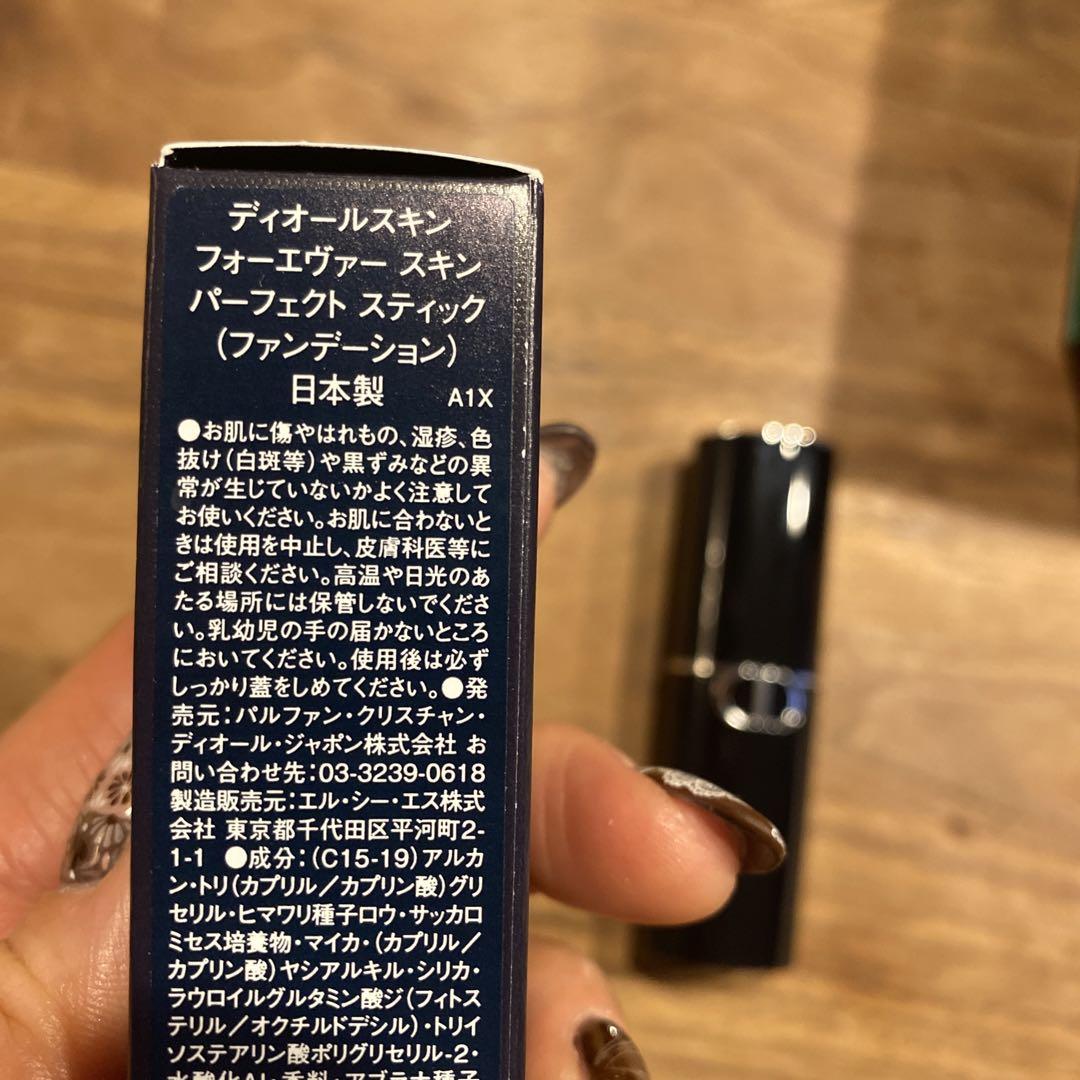 ディオールスキン
フォーエヴァー スキン
パーフェクト スティック
(ファンデーション)
日本製 A1X
●お肌に傷やはれもの、湿疹、色
抜け(白斑等)や黒ずみなどの異
常が生じていないかよく注意して
お使いください。お肌に合わないと
きは使用を中止し、皮膚科医等に
ご相談ください。高温や日光のあ
たる場所には保管しないでくださ
い。乳幼児の手の届かないところ
においてください。使用後は必ず
しっかり蓋をしめてください。●発
売元:パルファン・クリスチャン・
ディオール・ジャポン株式会社 お
問い合わせ先:03-3239-0618
製造販売元:エル・シー・エス株式
会社 東京都千代田区平河町2-
1-1 ●成分:(C15-19)アルカ
ン・トリ(カプリル/カプリン酸)グリ
セリル・ヒマワリ種子ロウ・サッカロ
ミセス培養物・マイカ・(カプリル/
カプリン酸)ヤシアルキル・シリカ・
ラウロイルグルタミン酸ジ(フィトス
テリル/オクチルドデシル)・トリイ
ソステアリン酸ポリグリセリル-2・
水酸化Al・香料・アブラナ種子